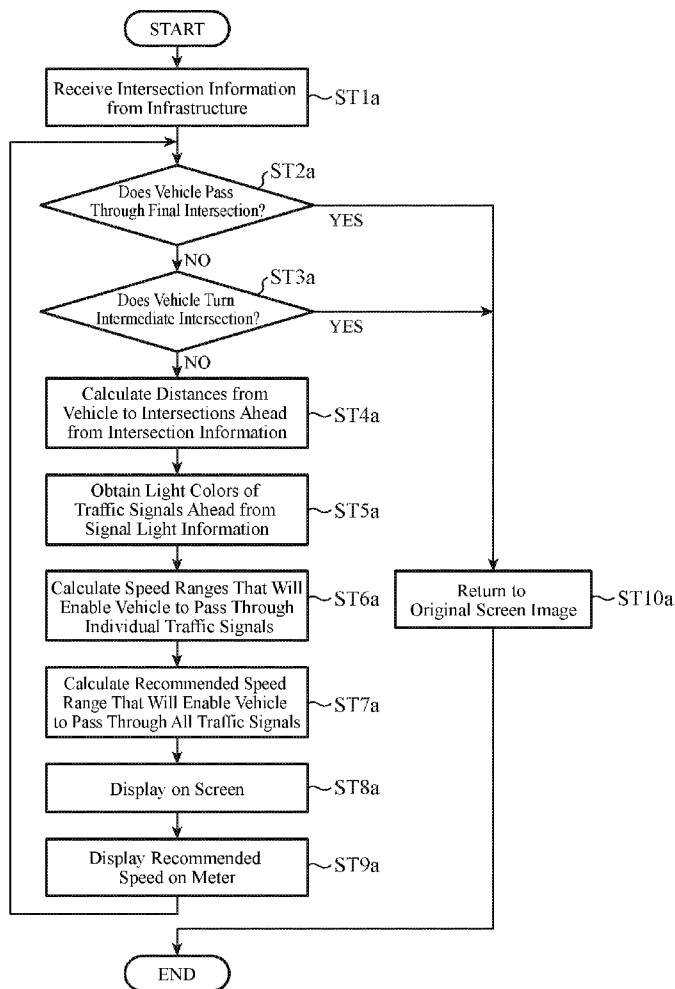 START
Receive Intersection Information
from Infrastructure
ST1a
ST2a
Does Vehicle Pass
Through Final Intersection?
YES
NO
ST3a
Does Vehicle Turn
Intermediate Intersection?
YES
NO
Calculate Distances from
Vehicle to Intersections Ahead
from Intersection Information
ST4a
Obtain Light Colors of
Traffic Signals Ahead from
Signal Light Information
ST5a
Calculate Speed Ranges That Will
Enable Vehicle to Pass Through
Individual Traffic Signals
ST6a
Return to
Original Screen Image
ST10a
Calculate Recommended Speed
Range That Will Enable Vehicle
to Pass Through All Traffic Signals
ST7a
Display on Screen
ST8a
Display Recommended
Speed on Meter
ST9a
END